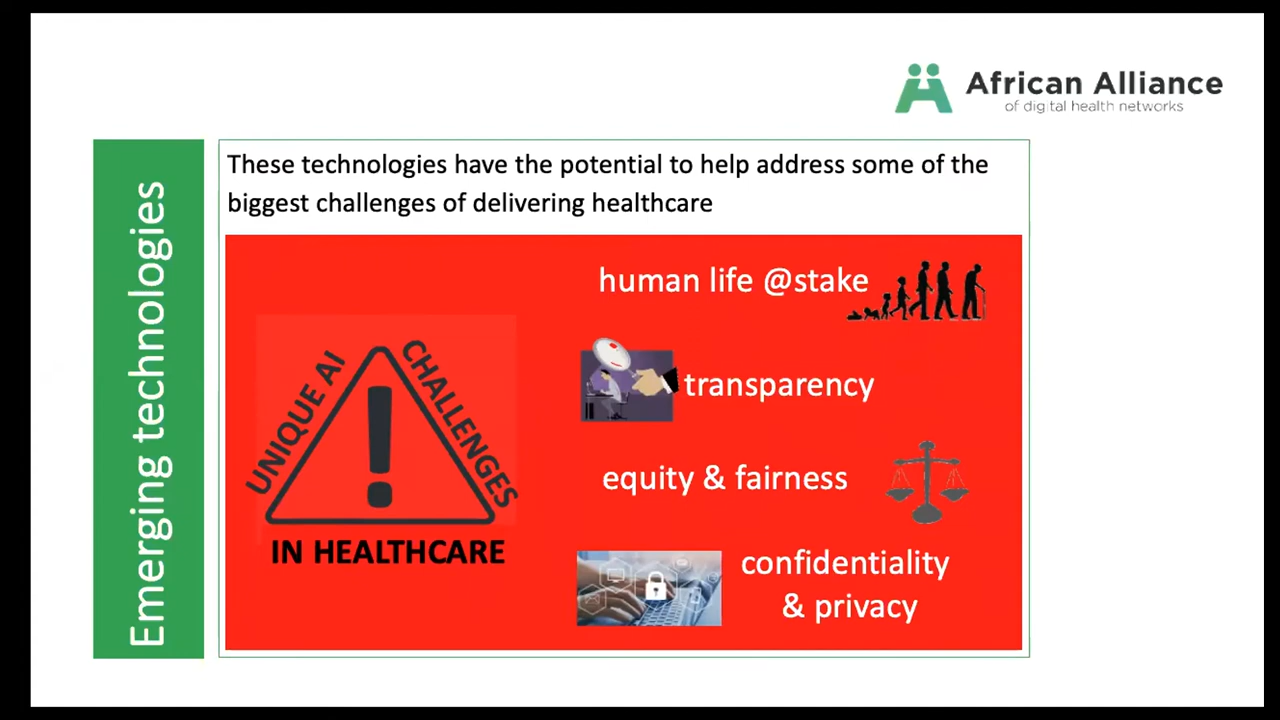 African Alliance
of digital health networks
Emerging technologies
These technologies have the potential to help address some of the
biggest challenges of delivering healthcare
UNIQUE AI
CHALLENGES
IN HEALTHCARE
human life @stake
transparency
equity & fairness
confidentiality
& privacy